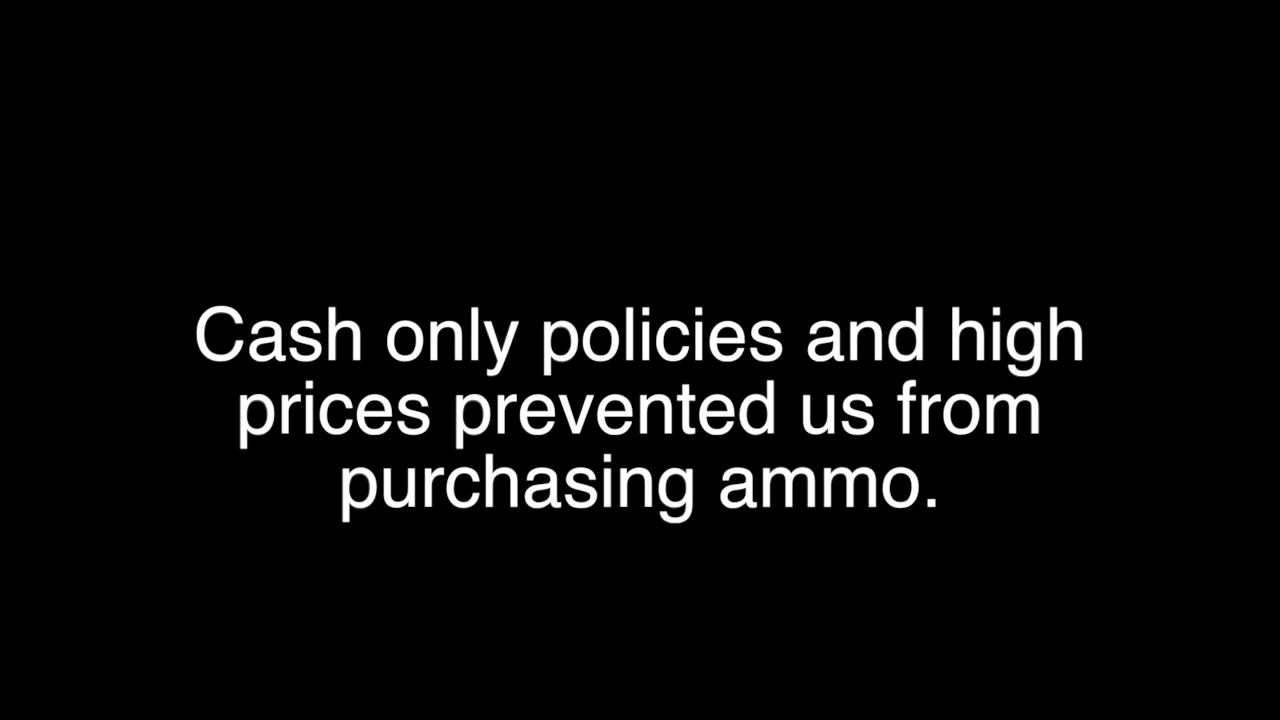 Cash only policies and high
prices prevented us from
purchasing ammo.